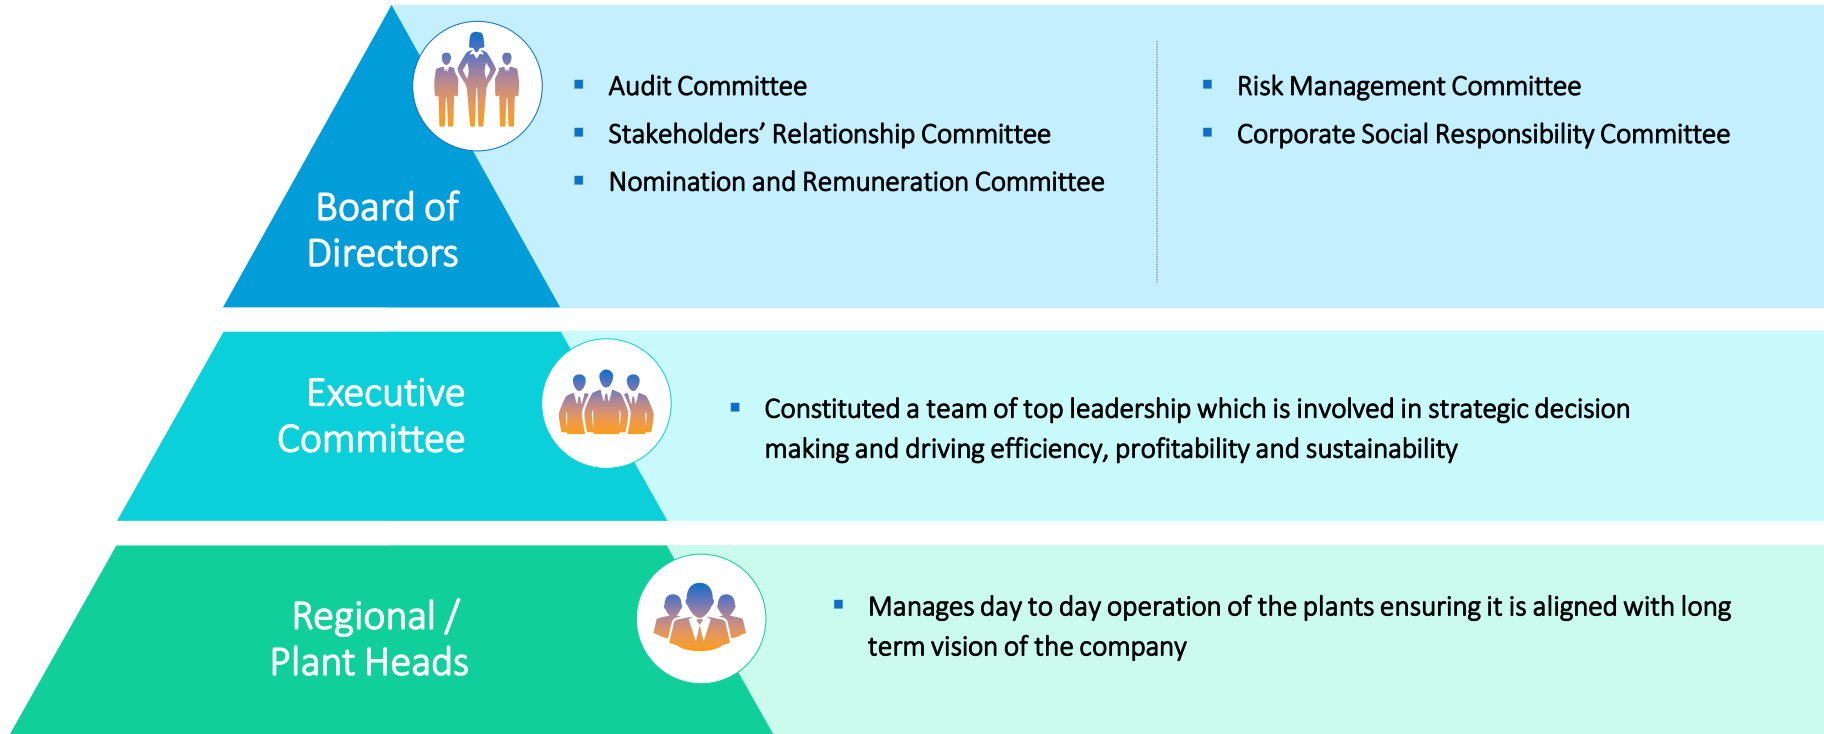 Board of
Directors
Audit Committee
Stakeholders’ Relationship Committee
Nomination and Remuneration Committee
Risk Management Committee
Corporate Social Responsibility Committee
Executive
Committee
Constituted a team of top leadership which is involved in strategic decision
making and driving efficiency, profitability and sustainability
Regional /
Plant Heads
Manages day to day operation of the plants ensuring it is aligned with long
term vision of the company